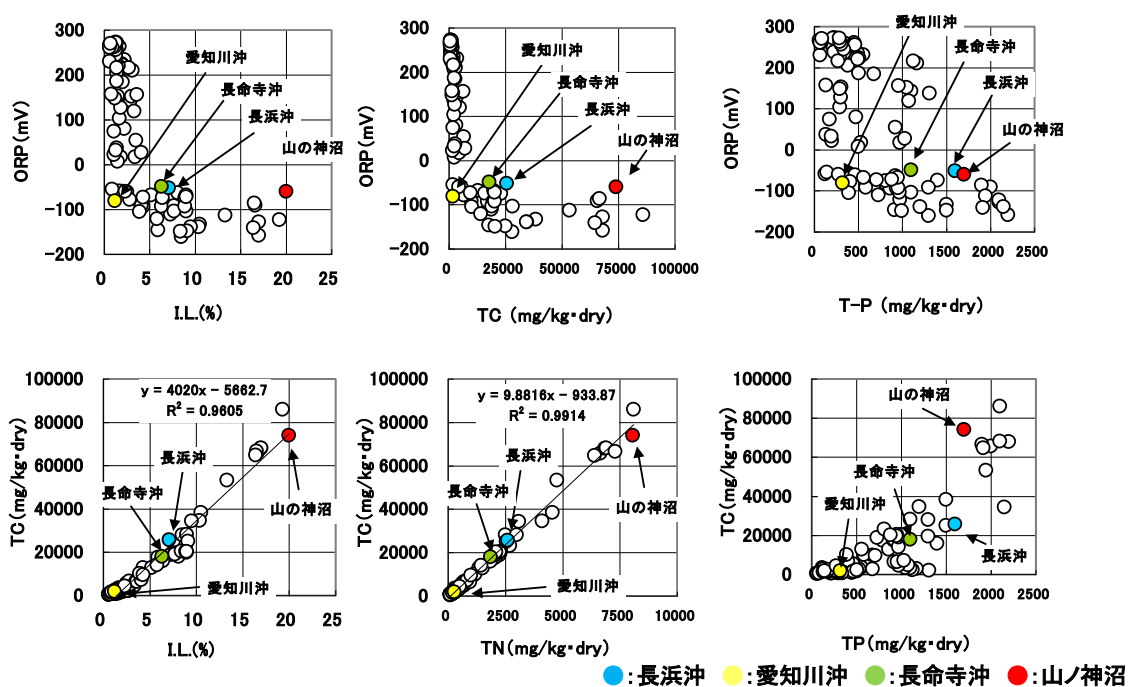 ORP(mV)
300
200
100
0
-100
-200
0
5
10
15
20
25
I.L.(%)
愛知川沖
長命寺沖
長浜沖
山の神沼
ORP(mV)
300
200
100
0
-100
-200
0
25000
50000
75000
100000
TC (mg/kg・dry)
愛知川沖
長命寺沖
長浜沖
山の神沼
ORP(mV)
300
200
100
0
-100
-200
0
500
1000
1500
2000
2500
T-P (mg/kg・dry)
愛知川沖
長命寺沖
長浜沖
山の神沼
TC(mg/kg・dry)
100000
80000
60000
40000
20000
0
0
5
10
15
20
25
I.L.(%)
y = 4020x - 5662.7
R² = 0.9605
長浜沖
長命寺沖
山の神沼
愛知川沖
TC(mg/kg・dry)
100000
80000
60000
40000
20000
0
0
2500
5000
7500
10000
TN(mg/kg・dry)
y = 9.8816x - 933.87
R² = 0.9914
長浜沖
長命寺沖
山の神沼
愛知川沖
TC(mg/kg・dry)
100000
80000
60000
40000
20000
0
0
500
1000
1500
2000
2500
TP(mg/kg・dry)
山の神沼
長命寺沖
愛知川沖
長浜沖
:長浜沖 :愛知川沖 :長命寺沖 :山ノ神沼